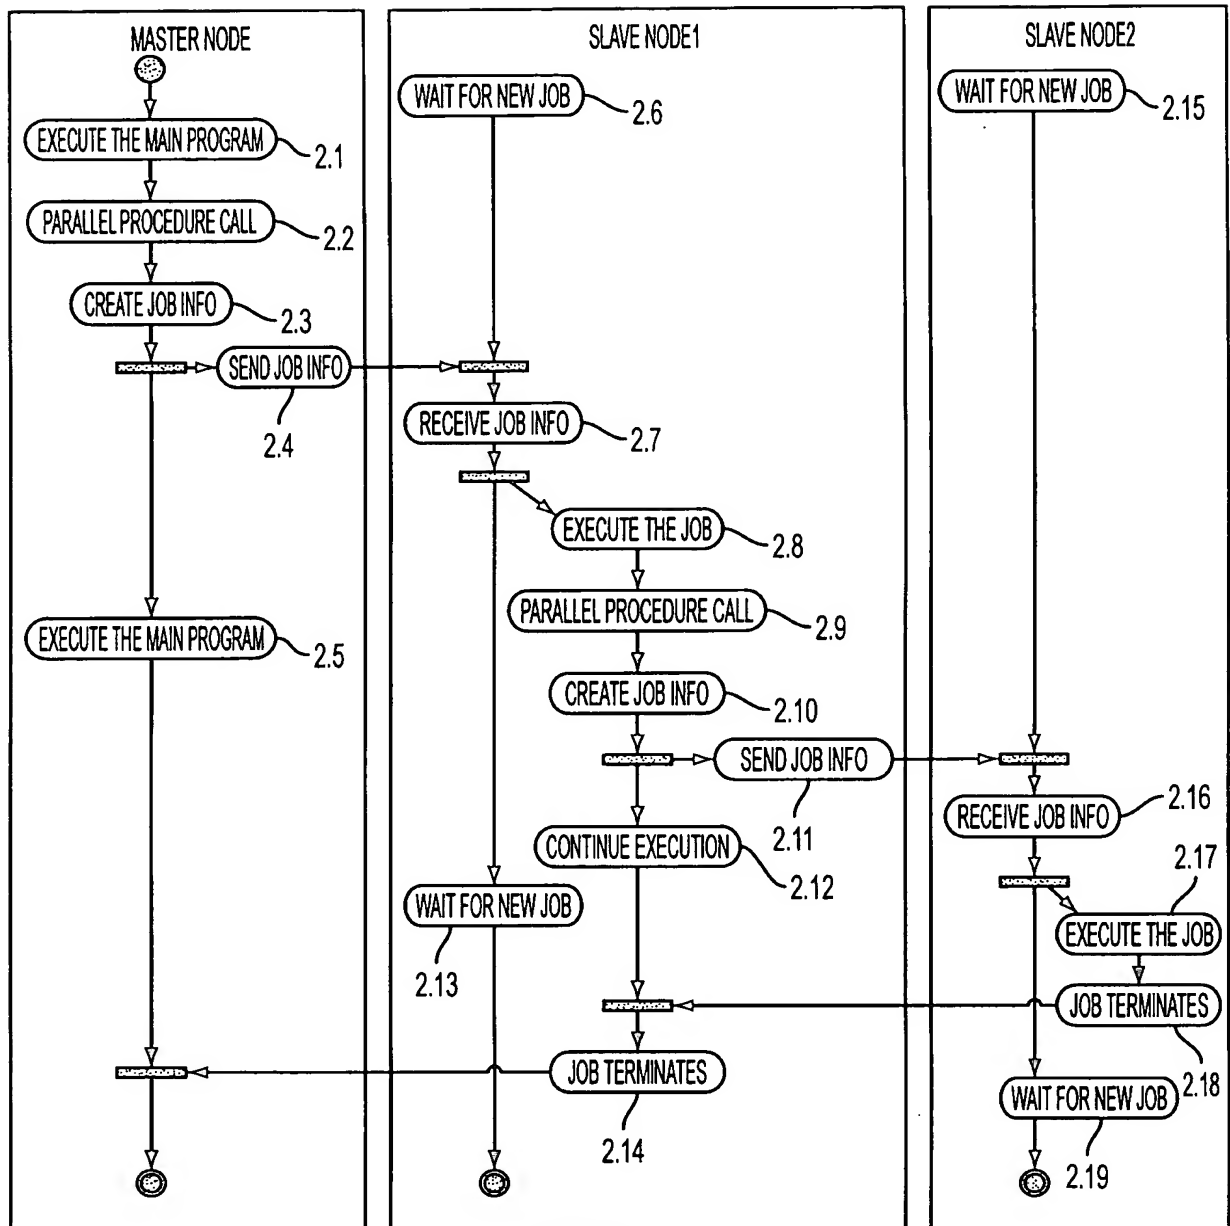 MASTER NODE
EXECUTE THE MAIN PROGRAM
2.1
PARALLEL PROCEDURE CALL
2.2
CREATE JOB INFO
2.3
SEND JOB INFO
2.4
EXECUTE THE MAIN PROGRAM
2.5
SLAVE NODE1
WAIT FOR NEW JOB
2.6
RECEIVE JOB INFO
2.7
EXECUTE THE JOB
2.8
PARALLEL PROCEDURE CALL
2.9
CREATE JOB INFO
2.10
SEND JOB INFO
2.11
CONTINUE EXECUTION
2.12
WAIT FOR NEW JOB
2.13
JOB TERMINATES
2.14
SLAVE NODE2
WAIT FOR NEW JOB
2.15
RECEIVE JOB INFO
2.16
2.17
EXECUTE THE JOB
JOB TERMINATES
2.18
WAIT FOR NEW JOB
2.19